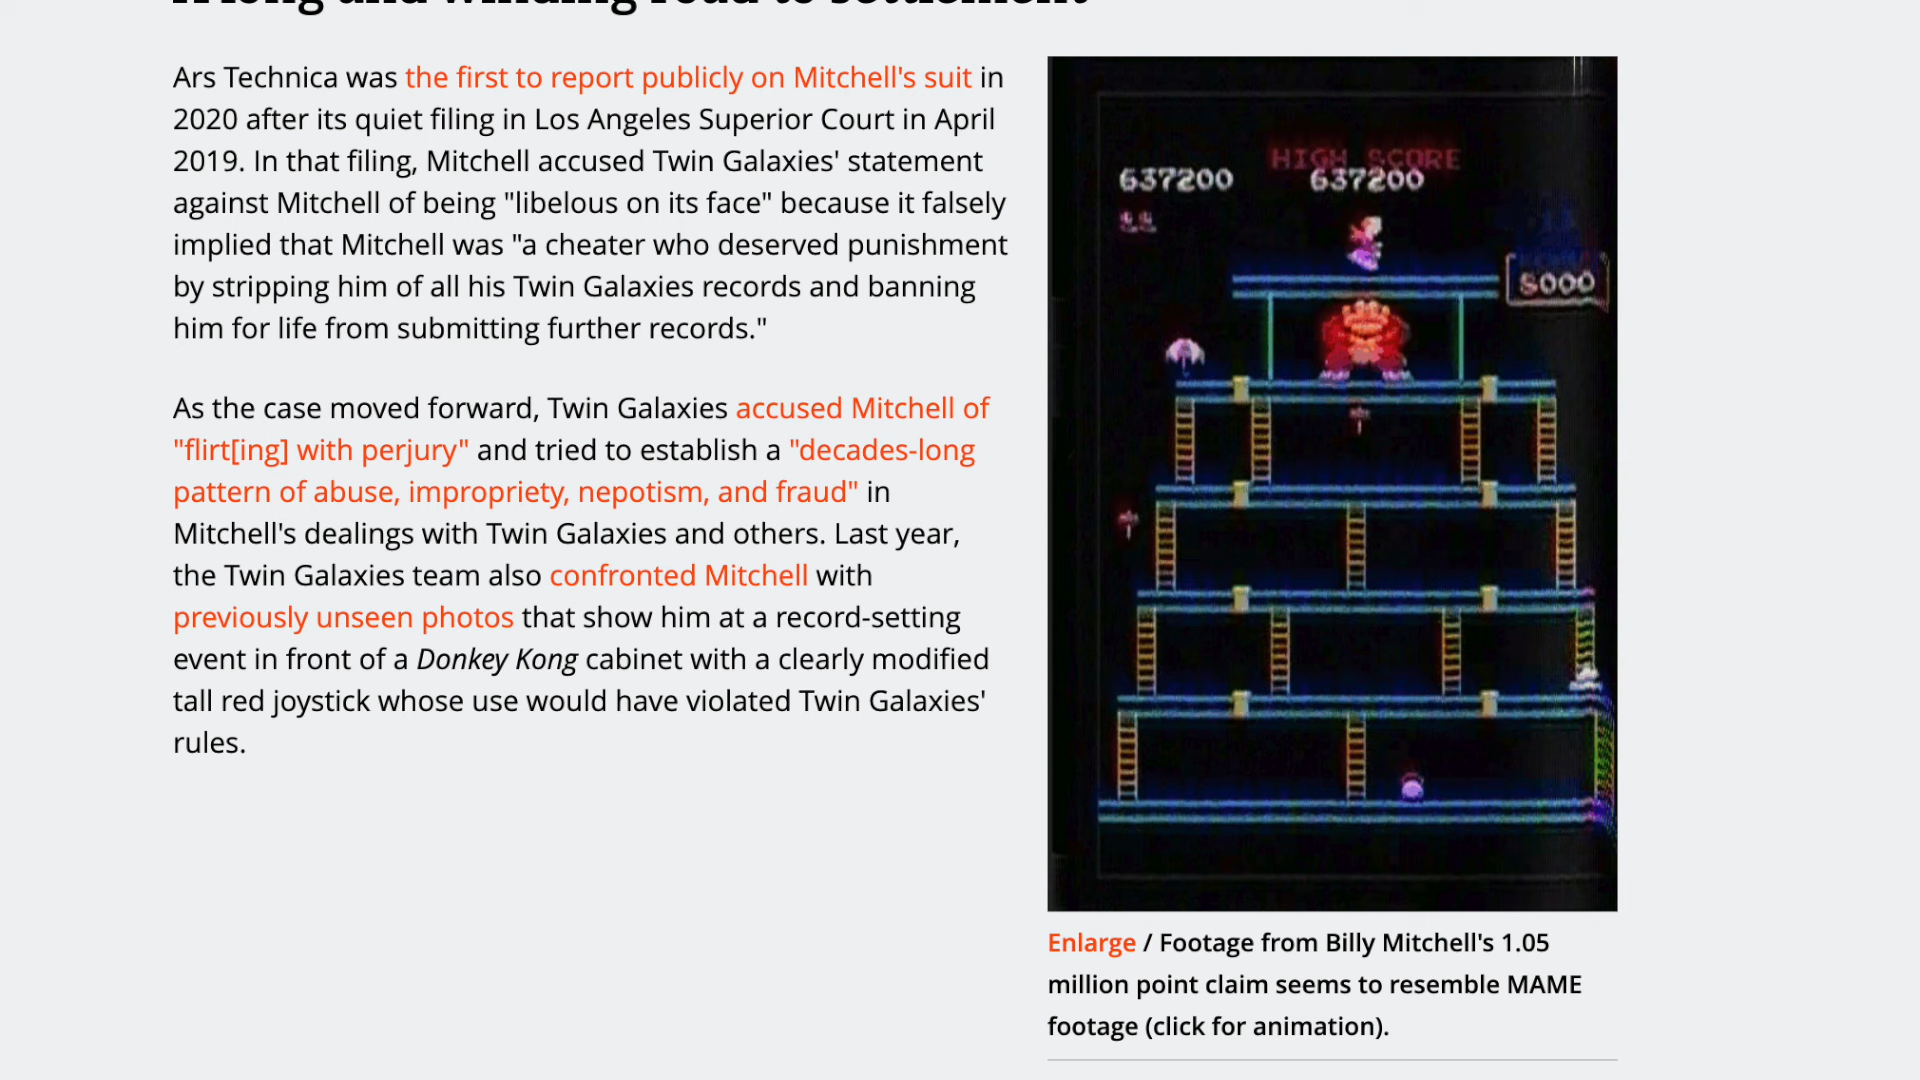 A long and winding road to settlement
Ars Technica was the first to report publicly on Mitchell's suit in
2020 after its quiet filing in Los Angeles Superior Court in April
2019. In that filing, Mitchell accused Twin Galaxies' statement
against Mitchell of being "libelous on its face" because it falsely
implied that Mitchell was "a cheater who deserved punishment
by stripping him of all his Twin Galaxies records and banning
him for life from submitting further records."
As the case moved forward, Twin Galaxies accused Mitchell of
"flirt[ing] with perjury" and tried to establish a "decades-long
pattern of abuse, impropriety, nepotism, and fraud" in
Mitchell's dealings with Twin Galaxies and others. Last year,
the Twin Galaxies team also confronted Mitchell with
previously unseen photos that show him at a record-setting
event in front of a Donkey Kong cabinet with a clearly modified
tall red joystick whose use would have violated Twin Galaxies'
rules.
HIGH SCORE
637200 637200
5000
Enlarge / Footage from Billy Mitchell's 1.05
million point claim seems to resemble MAME
footage (click for animation).